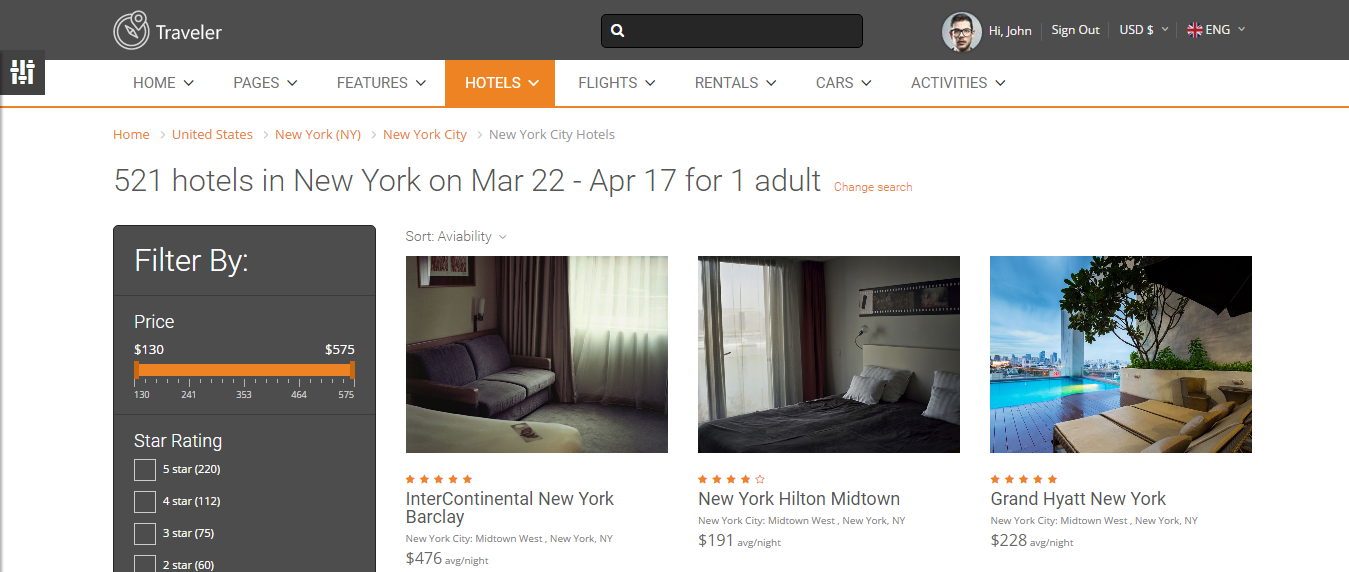 Traveler
Hi, John
Sign Out
USD $
ENG
HOME
PAGES
FEATURES
HOTELS
FLIGHTS
RENTALS
CARS
ACTIVITIES
Home > United States > New York (NY) > New York City > New York City Hotels
521 hotels in New York on Mar 22 - Apr 17 for 1 adult Change search
Filter By:
Price
$130 $575
130 241 353 464 575
Star Rating
5 star (220)
4 star (112)
3 star (75)
2 star (60)
Sort: Aviability
InterContinental New York
Barclay
New York City: Midtown West , New York, NY
$476 avg/night
New York Hilton Midtown
New York City: Midtown West , New York, NY
$191 avg/night
Grand Hyatt New York
New York City: Midtown West , New York, NY
$228 avg/night